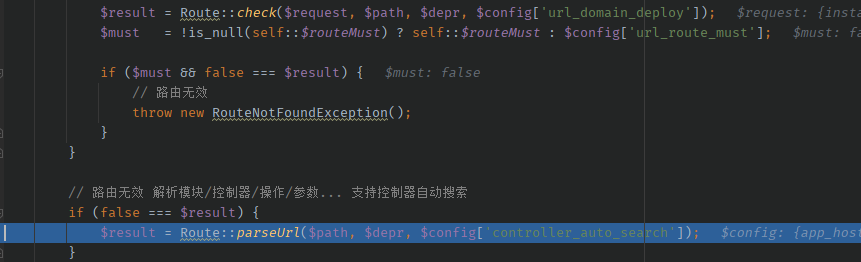 $result = Route::check($request, $path, $depr, $config['url_domain_deploy']);   $request: {insta
$must   = !is_null(self::$routeMust) ? self::$routeMust : $config['url_route_must'];   $must: fa
if ($must && false === $result) {   $must: false
// 路由无效
throw new RouteNotFoundException();
}
}
// 路由无效 解析模块/控制器/操作/参数... 支持控制器自动搜索
if (false === $result) {
$result = Route::parseUrl($path, $depr, $config['controller_auto_search']);   $config: {app_host
}